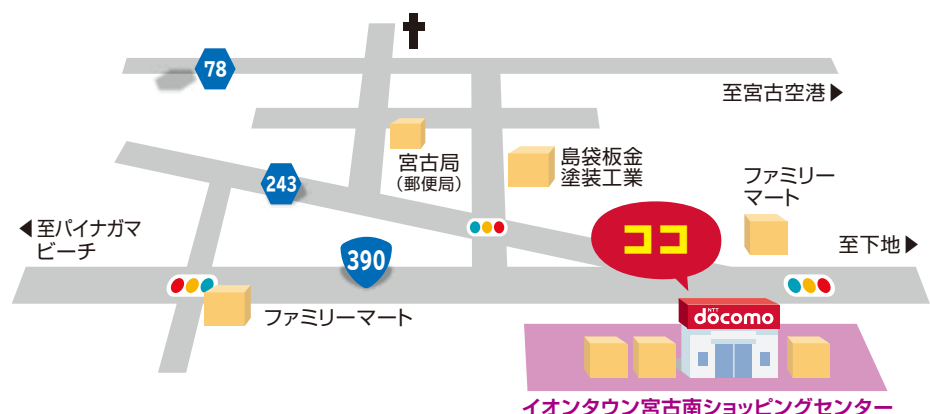 78
至宮古空港▶
宮古局
（郵便局）
島袋板金
塗装工業
ファミリー
マート
243
◀至パイナガマ
ビーチ
ココ
至下地▶
390
ファミリーマート
NTT
docomo
イオンタウン宮古南ショッピングセンター